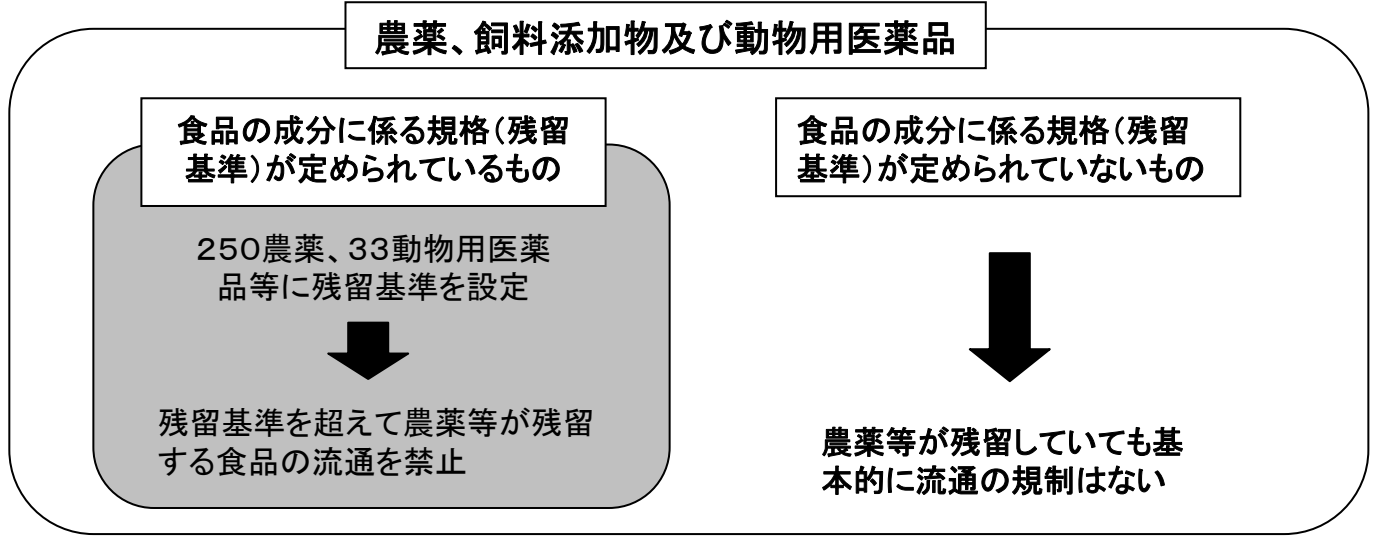 農薬、飼料添加物及び動物用医薬品
食品の成分に係る規格（残留
基準）が定められているもの
２５０農薬、３３動物用医薬
品等に残留基準を設定
残留基準を超えて農薬等が残留
する食品の流通を禁止
食品の成分に係る規格（残留
基準）が定められていないもの
農薬等が残留していても基
本的に流通の規制はない